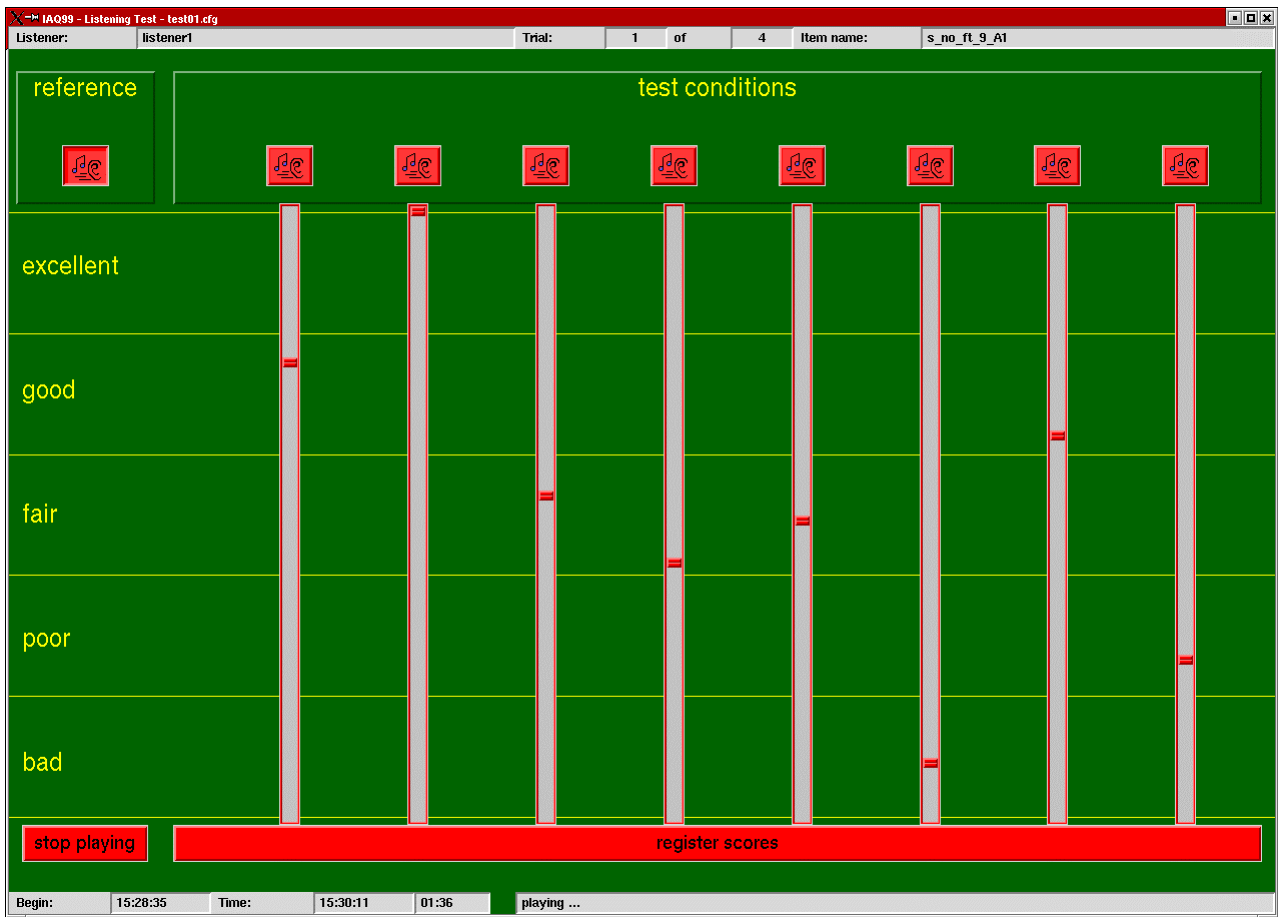 IAQ99 - Listening Test - test01.cfg
Listener: listener1 Trial: 1 of 4 Item name: s_no_ft_9_A1
reference test conditions
excellent
good
fair
poor
bad
stop playing register scores
Begin: 15:28:35 Time: 15:30:11 01:36 playing ...